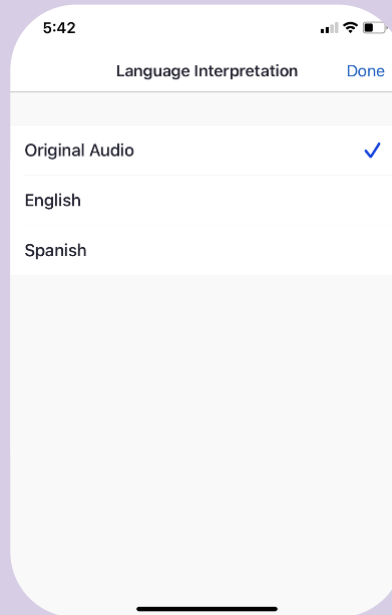 5:42
Language Interpretation Done
Original Audio
English
Spanish